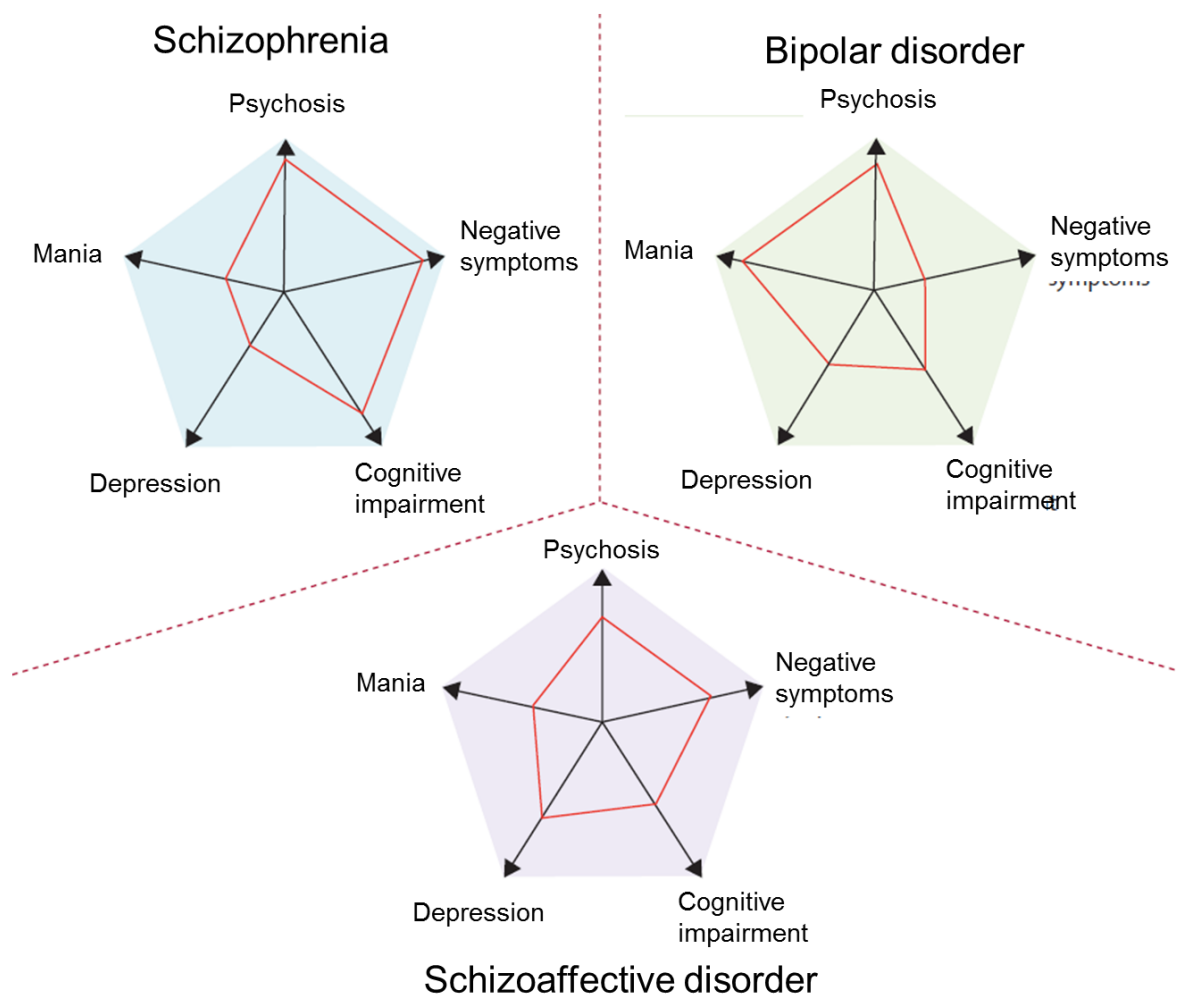 Schizophrenia
Psychosis
Mania
Negative
symptoms
Depression
Cognitive
impairment
Bipolar disorder
Psychosis
Mania
Negative
symptoms
symptoms
Depression
Cognitive
impairment
Psychosis
Mania
Negative
symptoms
Depression
Cognitive
impairment
Schizoaffective disorder